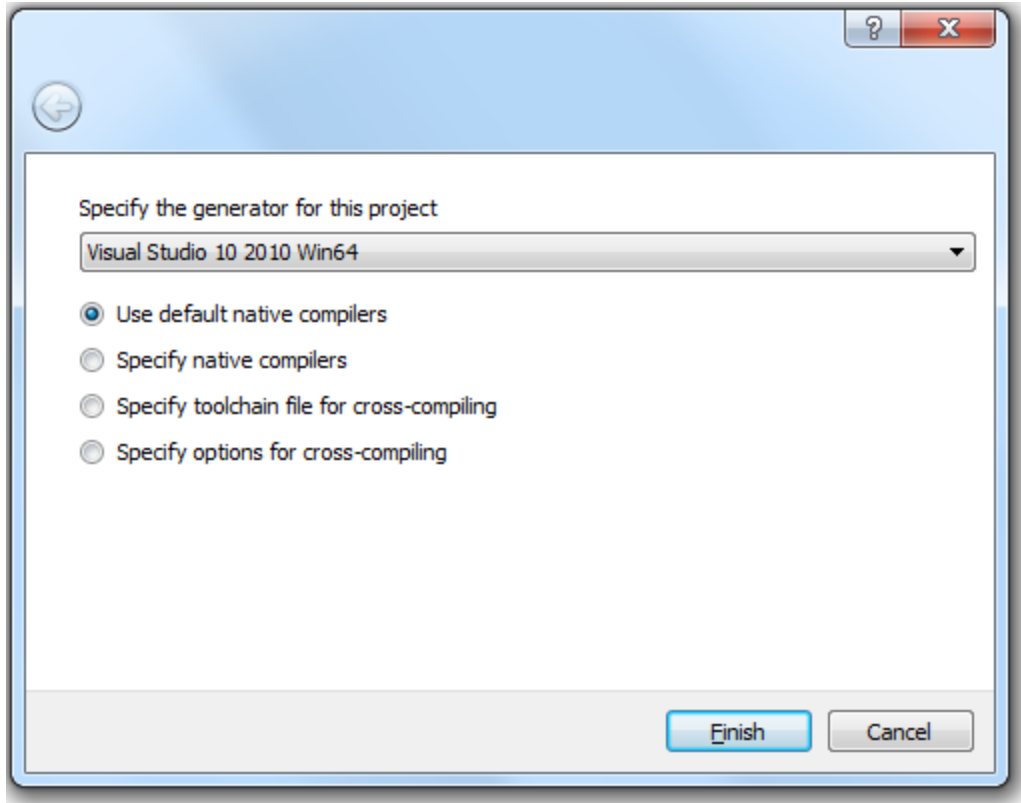 Specify the generator for this project
Visual Studio 10 2010 Win64
Use default native compilers
Specify native compilers
Specify toolchain file for cross-compiling
Specify options for cross-compiling
Finish Cancel